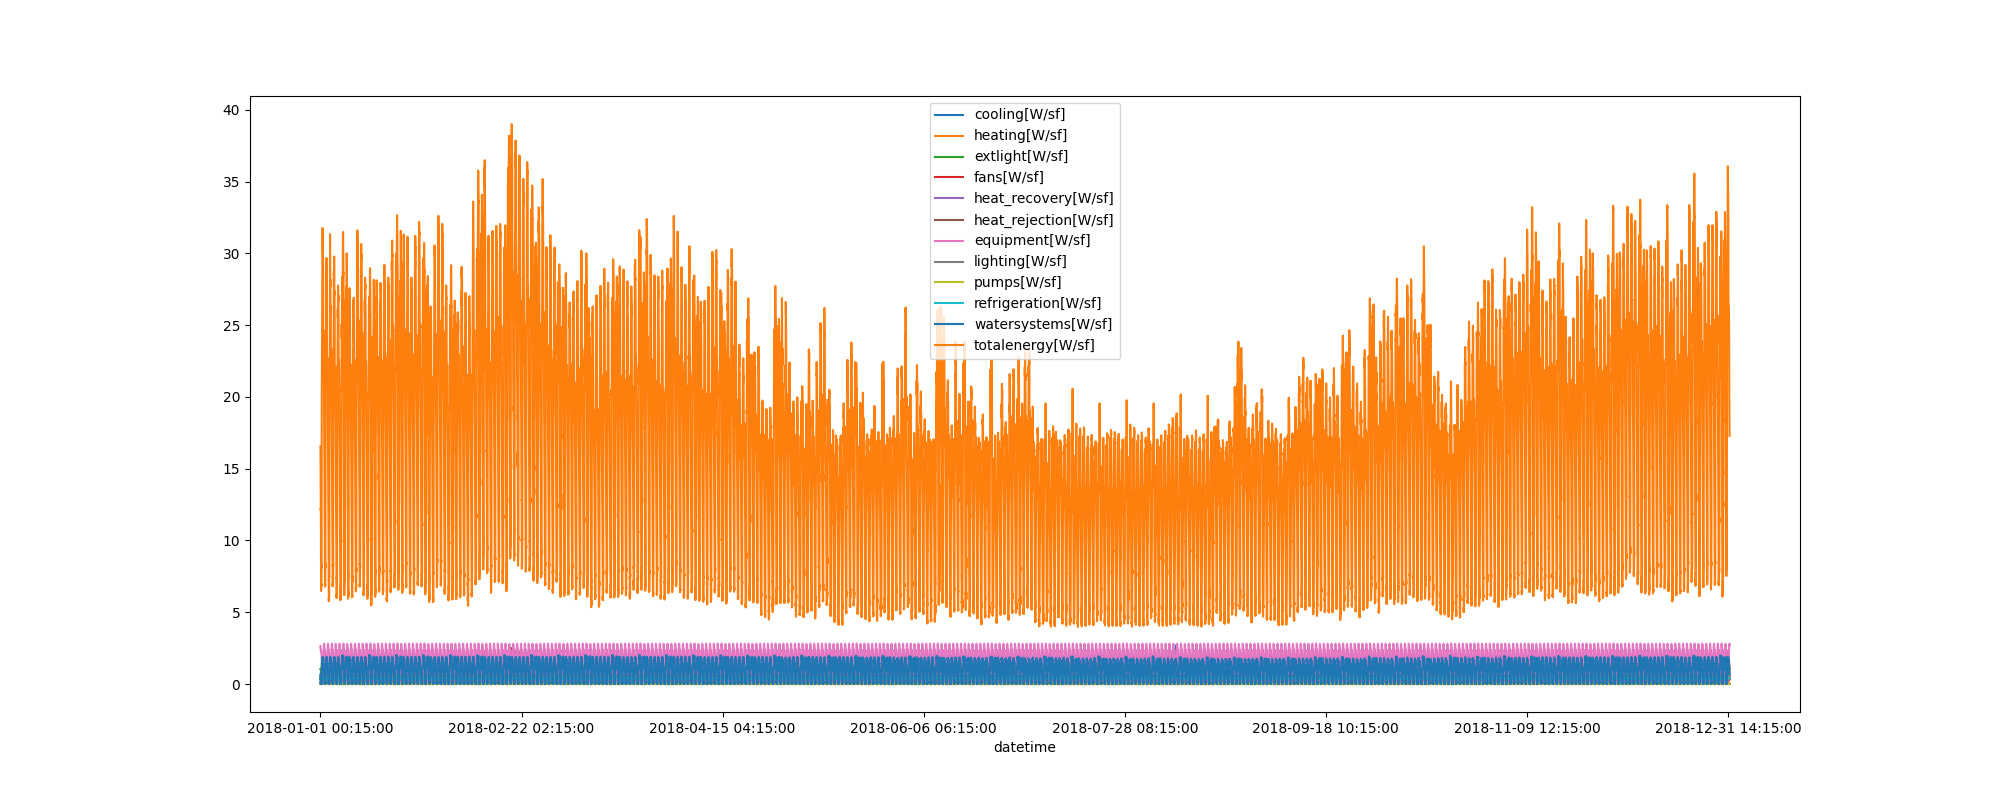 40
35
30
25
20
15
10
5
0
cooling[W/sf]
heating[W/sf]
extlight[W/sf]
fans[W/sf]
heat_recovery[W/sf]
heat_rejection[W/sf]
equipment[W/sf]
lighting[W/sf]
pumps[W/sf]
refrigeration[W/sf]
watersystems[W/sf]
totalenergy[W/sf]
2018-01-01 00:15:00 2018-02-22 02:15:00 2018-04-15 04:15:00 2018-06-06 06:15:00 2018-07-28 08:15:00 2018-09-18 10:15:00 2018-11-09 12:15:00 2018-12-31 14:15:00
datetime